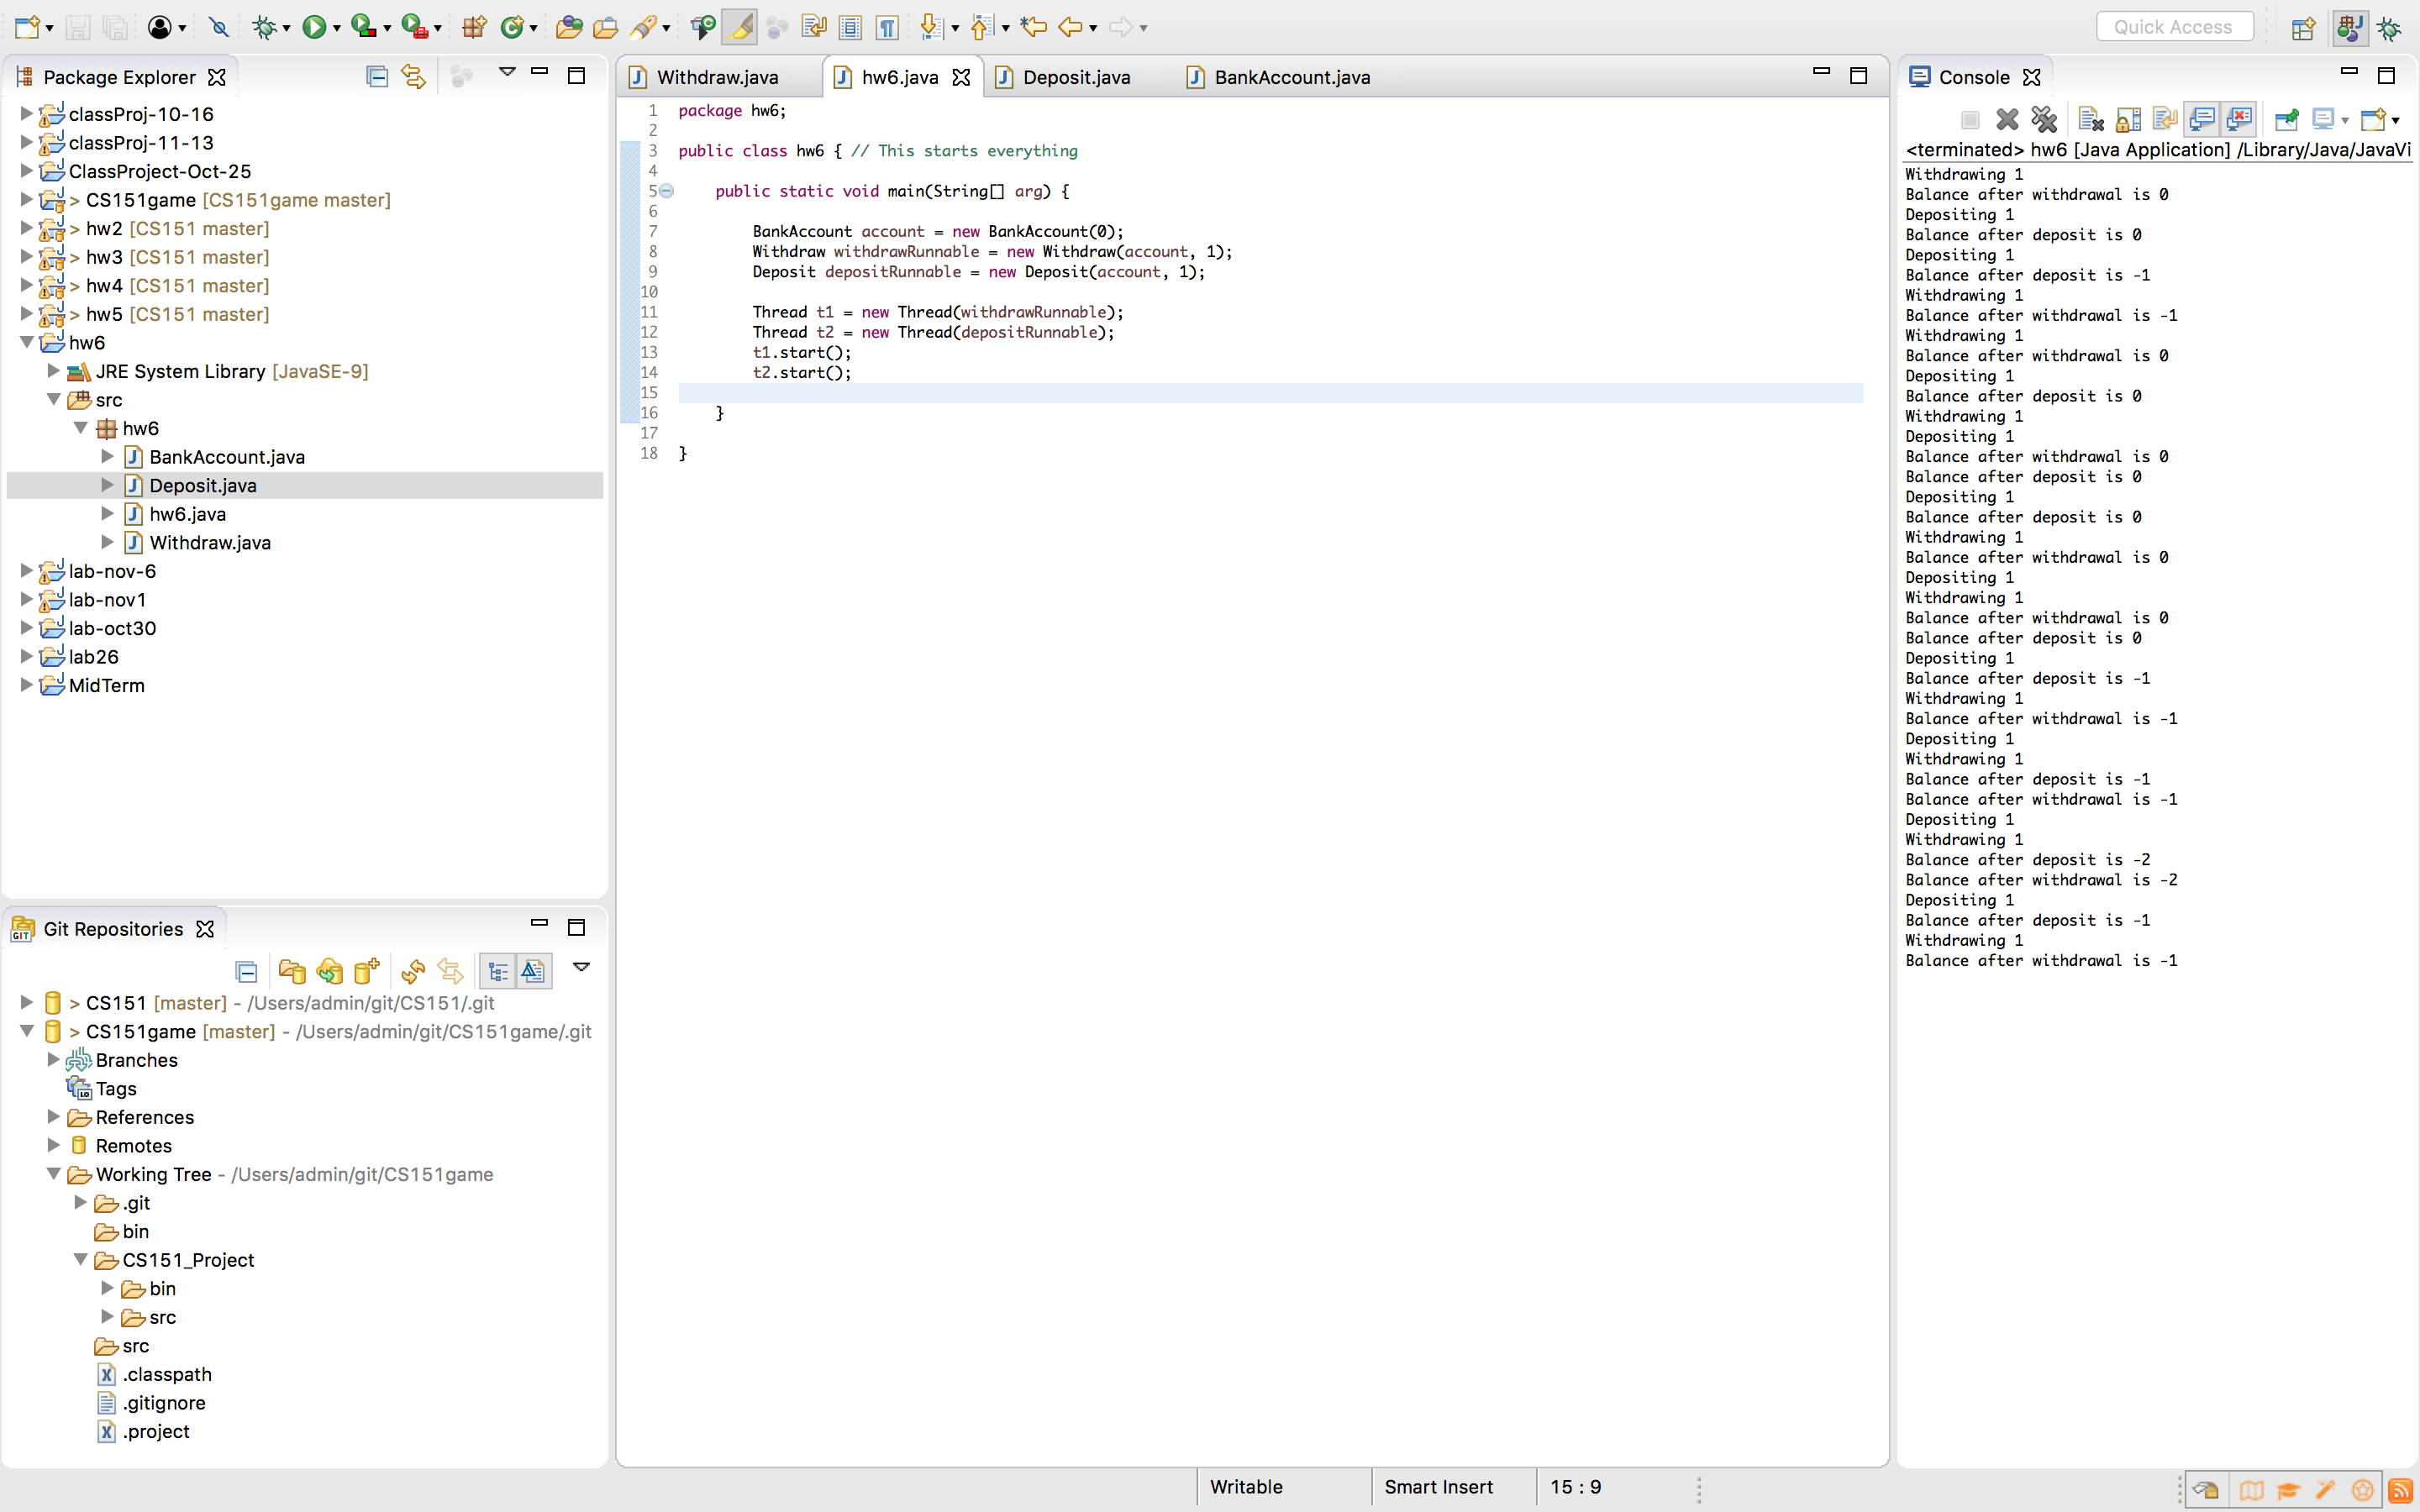 Quick Access
Package Explorer
classProj-10-16
classProj-11-13
ClassProject-Oct-25
> CS151game [CS151game master]
> hw2 [CS151 master]
> hw3 [CS151 master]
> hw4 [CS151 master]
> hw5 [CS151 master]
hw6
JRE System Library [JavaSE-9]
src
hw6
BankAccount.java
Deposit.java
hw6.java
Withdraw.java
lab-nov-6
lab-nov1
lab-oct30
lab26
MidTerm
Git Repositories
GIT
> CS151 [master] - /Users/admin/git/CS151/.git
> CS151game [master] - /Users/admin/git/CS151game/.git
Branches
Tags
References
Remotes
Working Tree - /Users/admin/git/CS151game
.git
bin
CS151_Project
bin
src
src
.classpath
.gitignore
.project
Withdraw.java
hw6.java
Deposit.java
BankAccount.java
1 package hw6;
2
3 public class hw6 { // This starts everything
4
5 public static void main(String[] arg) {
6
7 BankAccount account = new BankAccount(0);
8 Withdraw withdrawRunnable = new Withdraw(account, 1);
9 Deposit depositRunnable = new Deposit(account, 1);
10
11 Thread t1 = new Thread(withdrawRunnable);
12 Thread t2 = new Thread(depositRunnable);
13 t1.start();
14 t2.start();
15
16 }
17
18 }
Console
<terminated> hw6 [Java Application] /Library/Java/JavaVi
Withdrawing 1
Balance after withdrawal is 0
Depositing 1
Balance after deposit is 0
Depositing 1
Balance after deposit is -1
Withdrawing 1
Balance after withdrawal is -1
Withdrawing 1
Balance after withdrawal is 0
Depositing 1
Balance after deposit is 0
Withdrawing 1
Depositing 1
Balance after withdrawal is 0
Balance after deposit is 0
Depositing 1
Balance after deposit is 0
Withdrawing 1
Balance after withdrawal is 0
Depositing 1
Withdrawing 1
Balance after withdrawal is 0
Balance after deposit is 0
Depositing 1
Balance after deposit is -1
Withdrawing 1
Balance after withdrawal is -1
Depositing 1
Withdrawing 1
Balance after deposit is -1
Balance after withdrawal is -1
Depositing 1
Withdrawing 1
Balance after deposit is -2
Balance after withdrawal is -2
Depositing 1
Balance after deposit is -1
Withdrawing 1
Balance after withdrawal is -1
Writable
Smart Insert
15 : 9